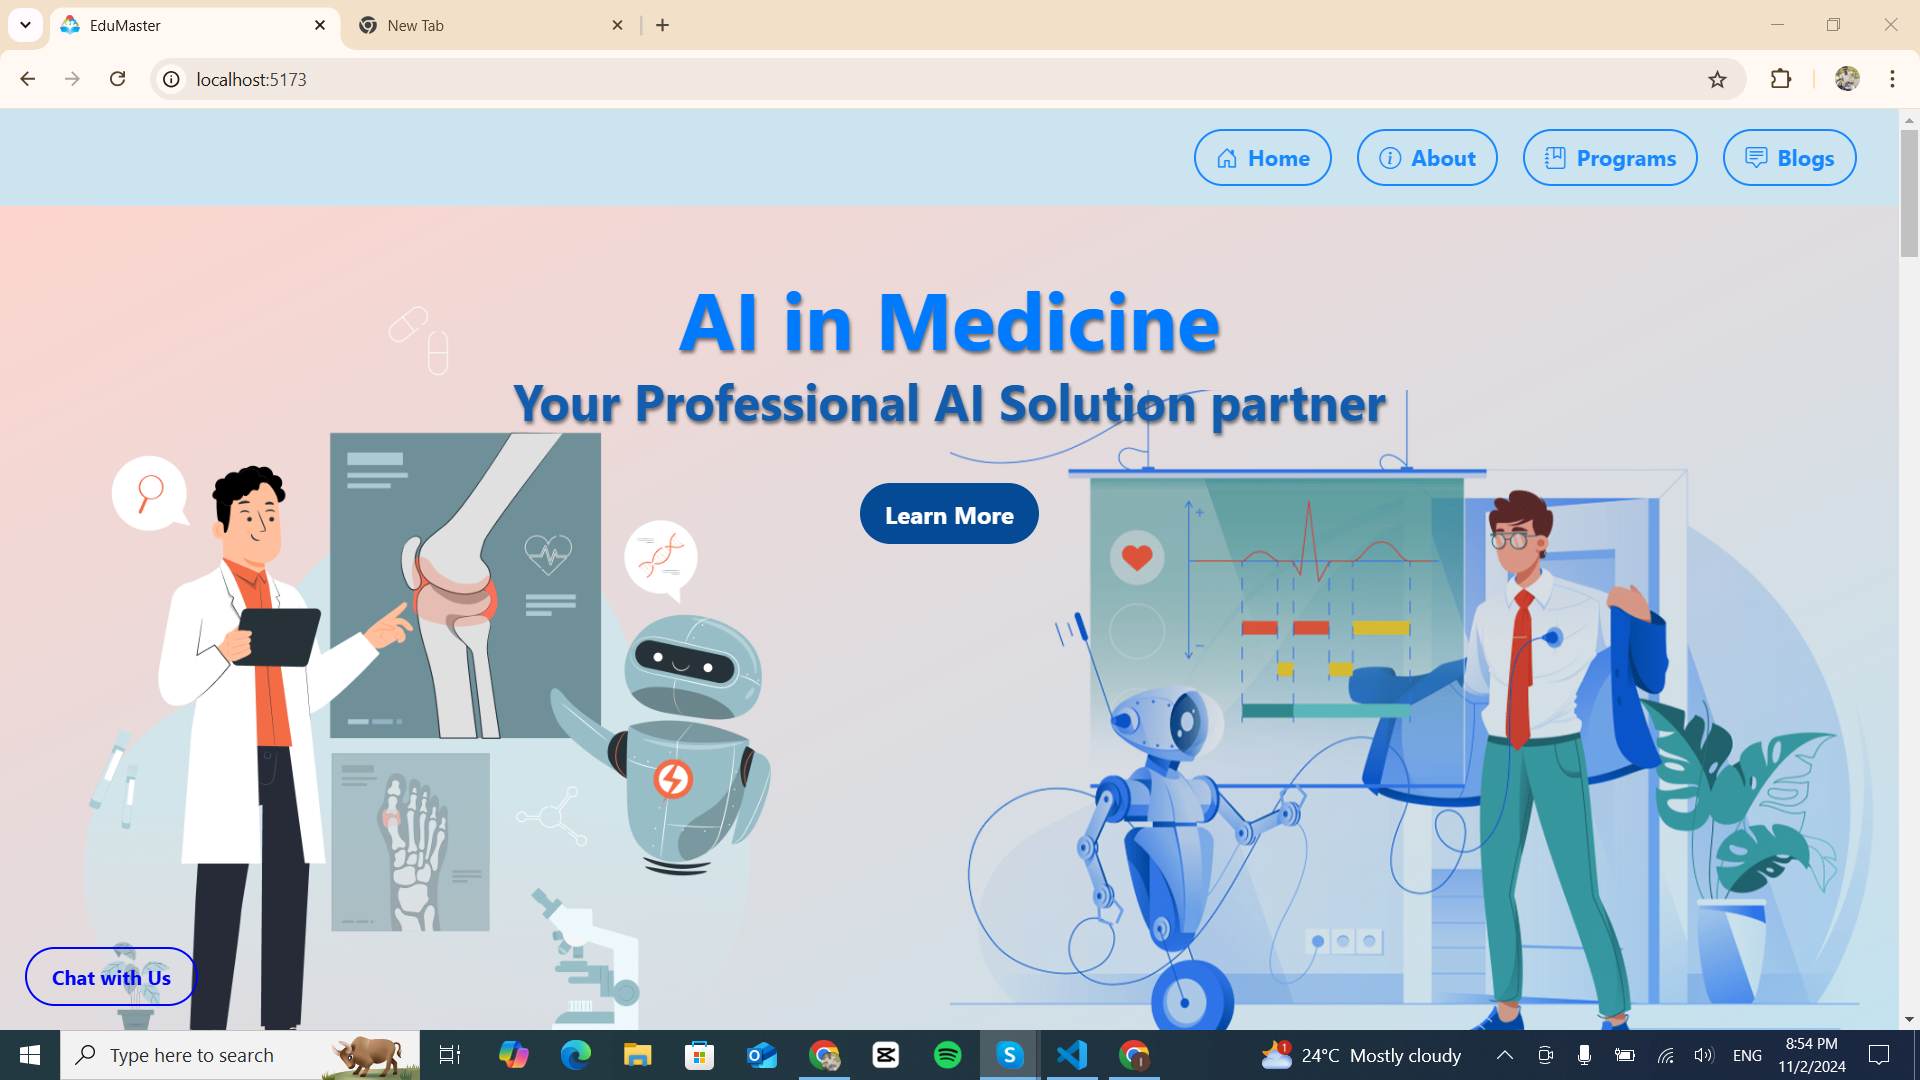 EduMaster
New Tab
localhost:5173
Home
About
Programs
Blogs
AI in Medicine
Your Professional AI Solution partner
Learn More
Chat with Us
Type here to search
1
24°C Mostly cloudy
ENG
8:54 PM
11/2/2024